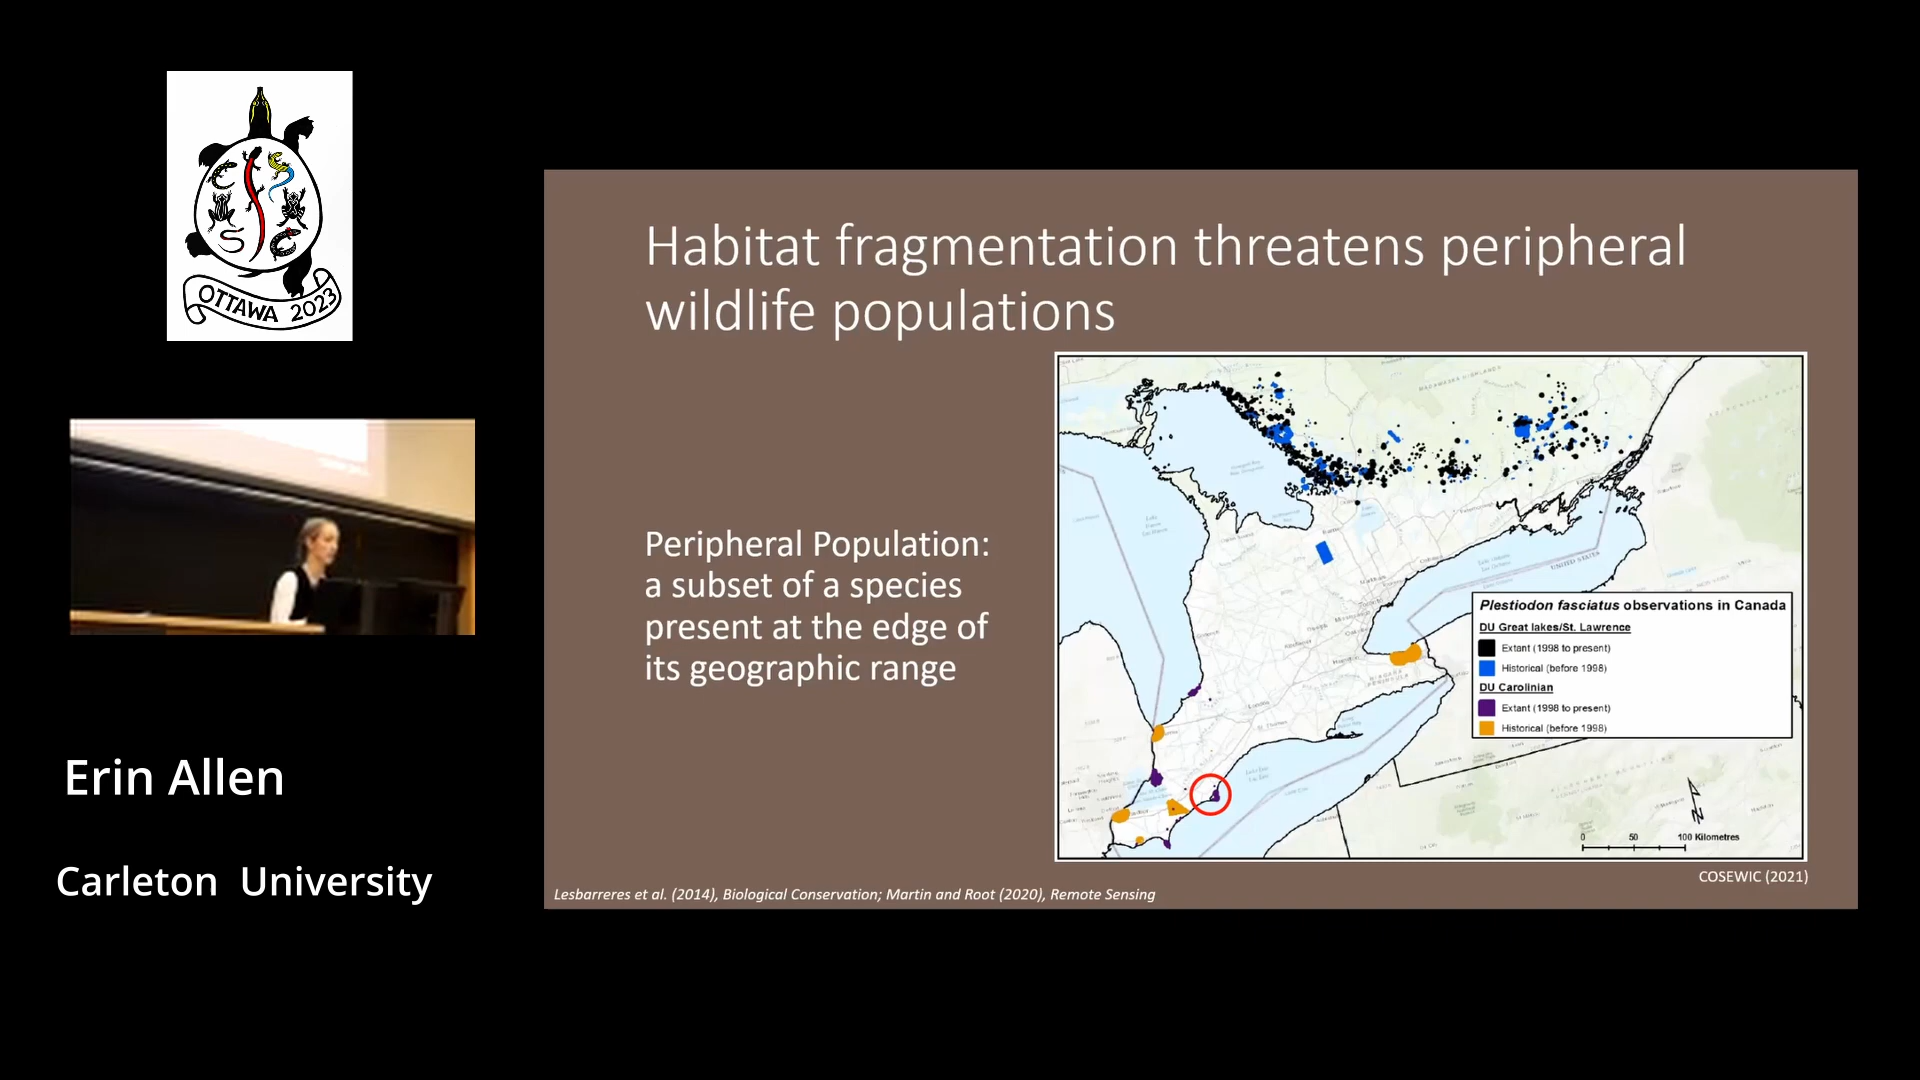 OTTAWA 2023
Erin Allen
Carleton University
Habitat fragmentation threatens peripheral
wildlife populations
Peripheral Population:
a subset of a species
present at the edge of
its geographic range
Plestiodon fasciatus observations in Canada
DU Great lakes/St. Lawrence
Extant (1998 to present)
Historical (before 1998)
DU Carolinian
Extant (1998 to present)
Historical (before 1998)
UNITED STATES
N
0 50 100 Kilometres
COSEWIC (2021)
Lesbarreres et al. (2014), Biological Conservation; Martin and Root (2020), Remote Sensing